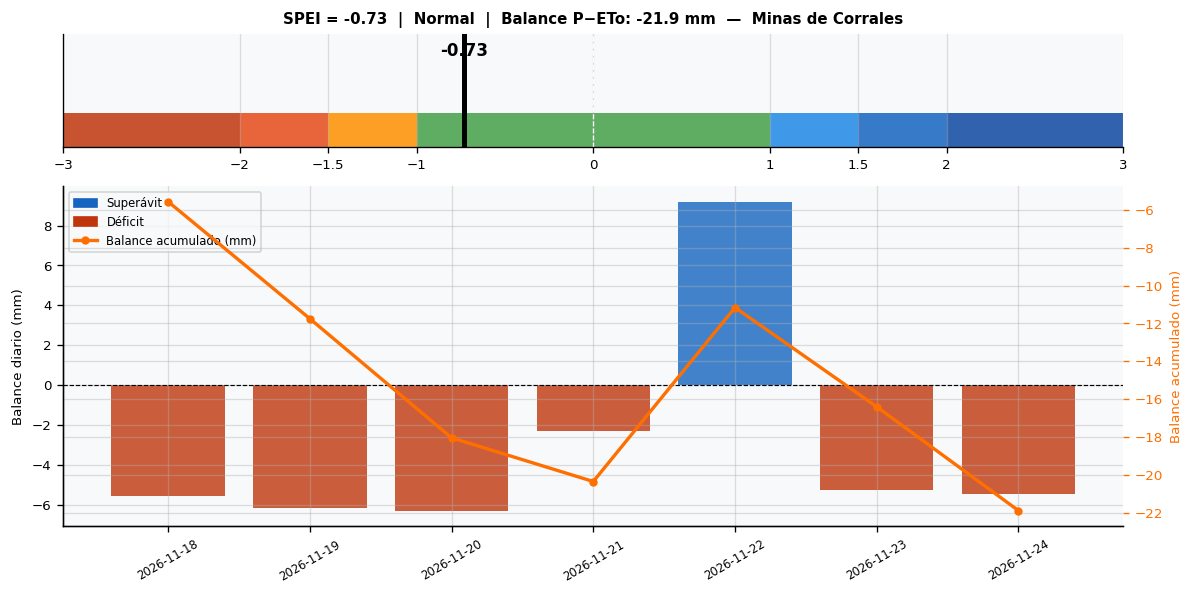 SPEI = -0.73  |  Normal  |  Balance P−ETo: -21.9 mm  —  Minas de Corrales
-0.73
−3 −2 −1.5 −1 0 1 1.5 2 3
Superávit
Déficit
Balance acumulado (mm)
Balance diario (mm)
8
6
4
2
0
−2
−4
−6
−6
−8
−10
−12
−14
−16
−18
−20
−22
Balance acumulado (mm)
2026-11-18 2026-11-19 2026-11-20 2026-11-21 2026-11-22 2026-11-23 2026-11-24